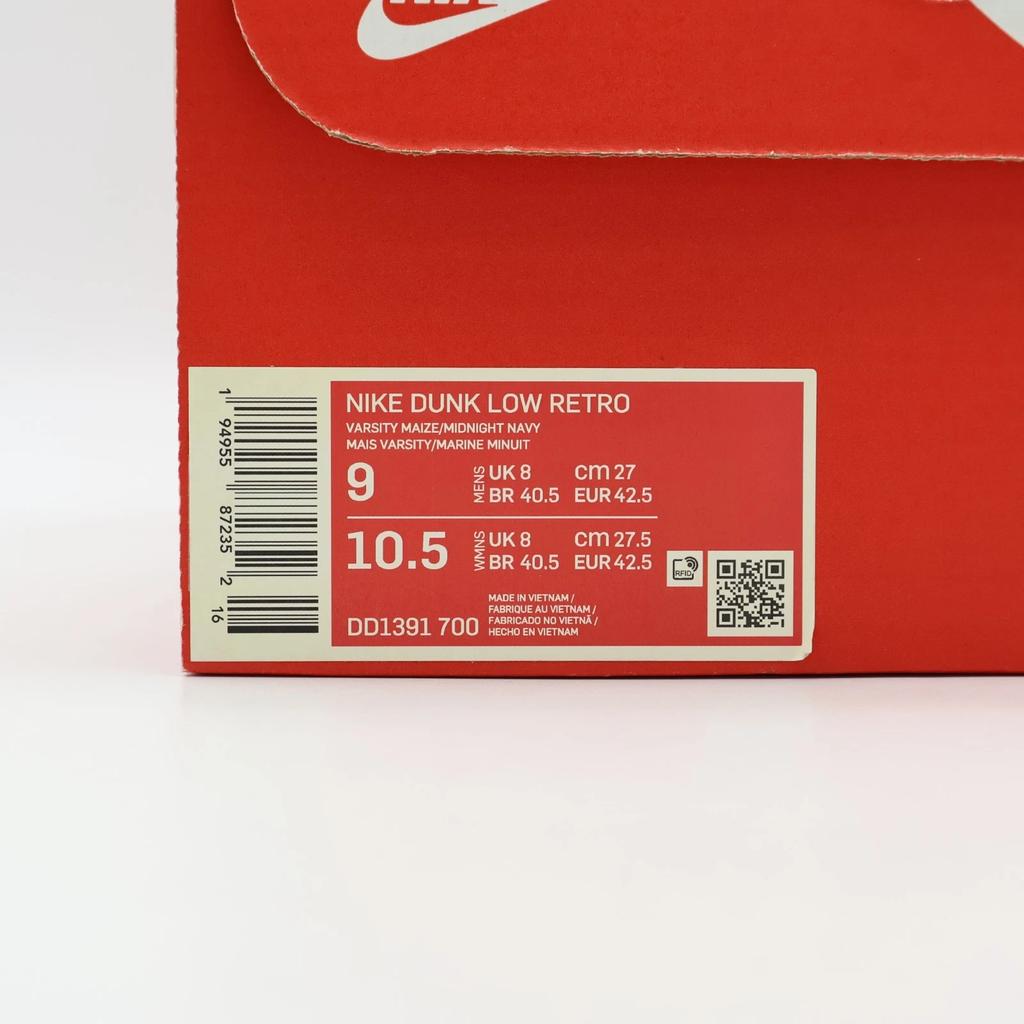 NIKE DUNK LOW RETRO
VARSITY MAIZE/MIDNIGHT NAVY
MAIS VARSITY/MARINE MINUIT
9 MENS UK 8 cm 27
BR 40.5 EUR 42.5
10.5 WMNS UK 8 cm 27.5
BR 40.5 EUR 42.5
RFID
MADE IN VIETNAM /
FABRIQUE AU VIETNAM /
FABRICADO NO VIETNÃ /
HECHO EN VIETNAM
DD1391 700
1 94955 87235 2 16